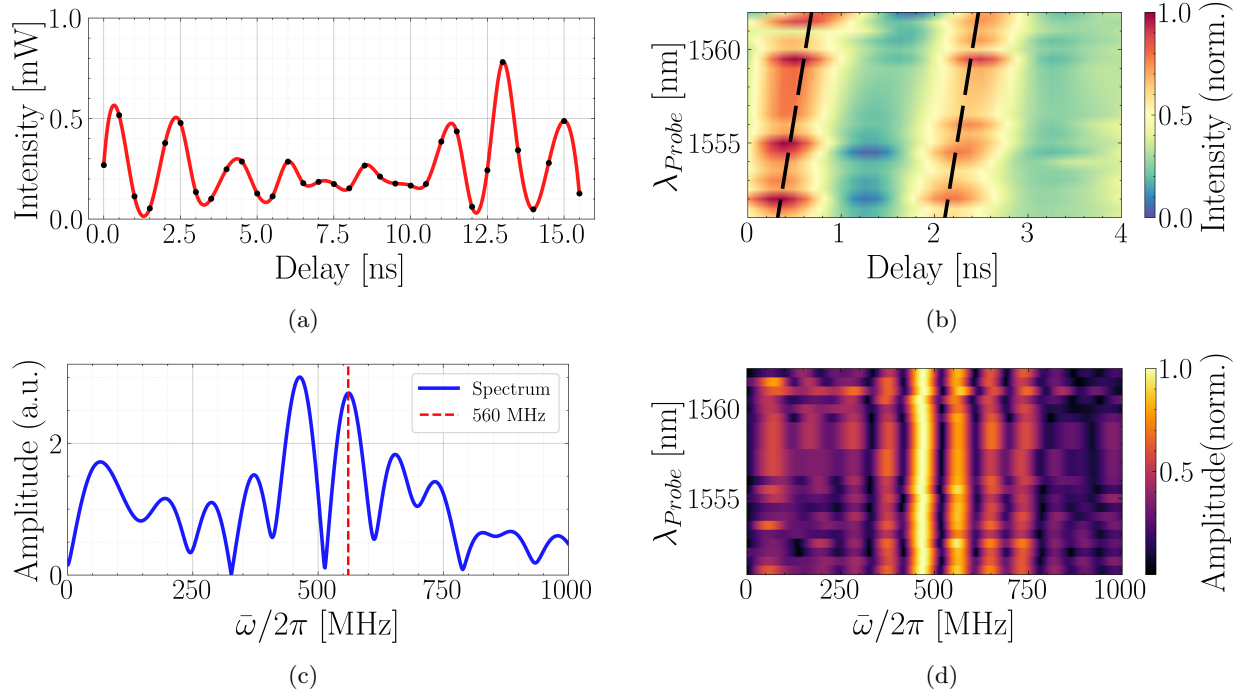 1.0
0.5
0.0
Intensity [mW]
0.0 2.5 5.0 7.5 10.0 12.5 15.0
Delay [ns]
(a)
1560
1555
λ_Probe [nm]
0 1 2 3 4
Delay [ns]
1.0
0.5
0.0
Intensity (norm.)
(b)
2
0
Amplitude (a.u.)
Spectrum
560 MHz
0 250 500 750 1000
ω̄/2π [MHz]
(c)
1560
1555
λ_Probe [nm]
0 250 500 750 1000
ω̄/2π [MHz]
1.0
0.5
Amplitude(norm.)
(d)